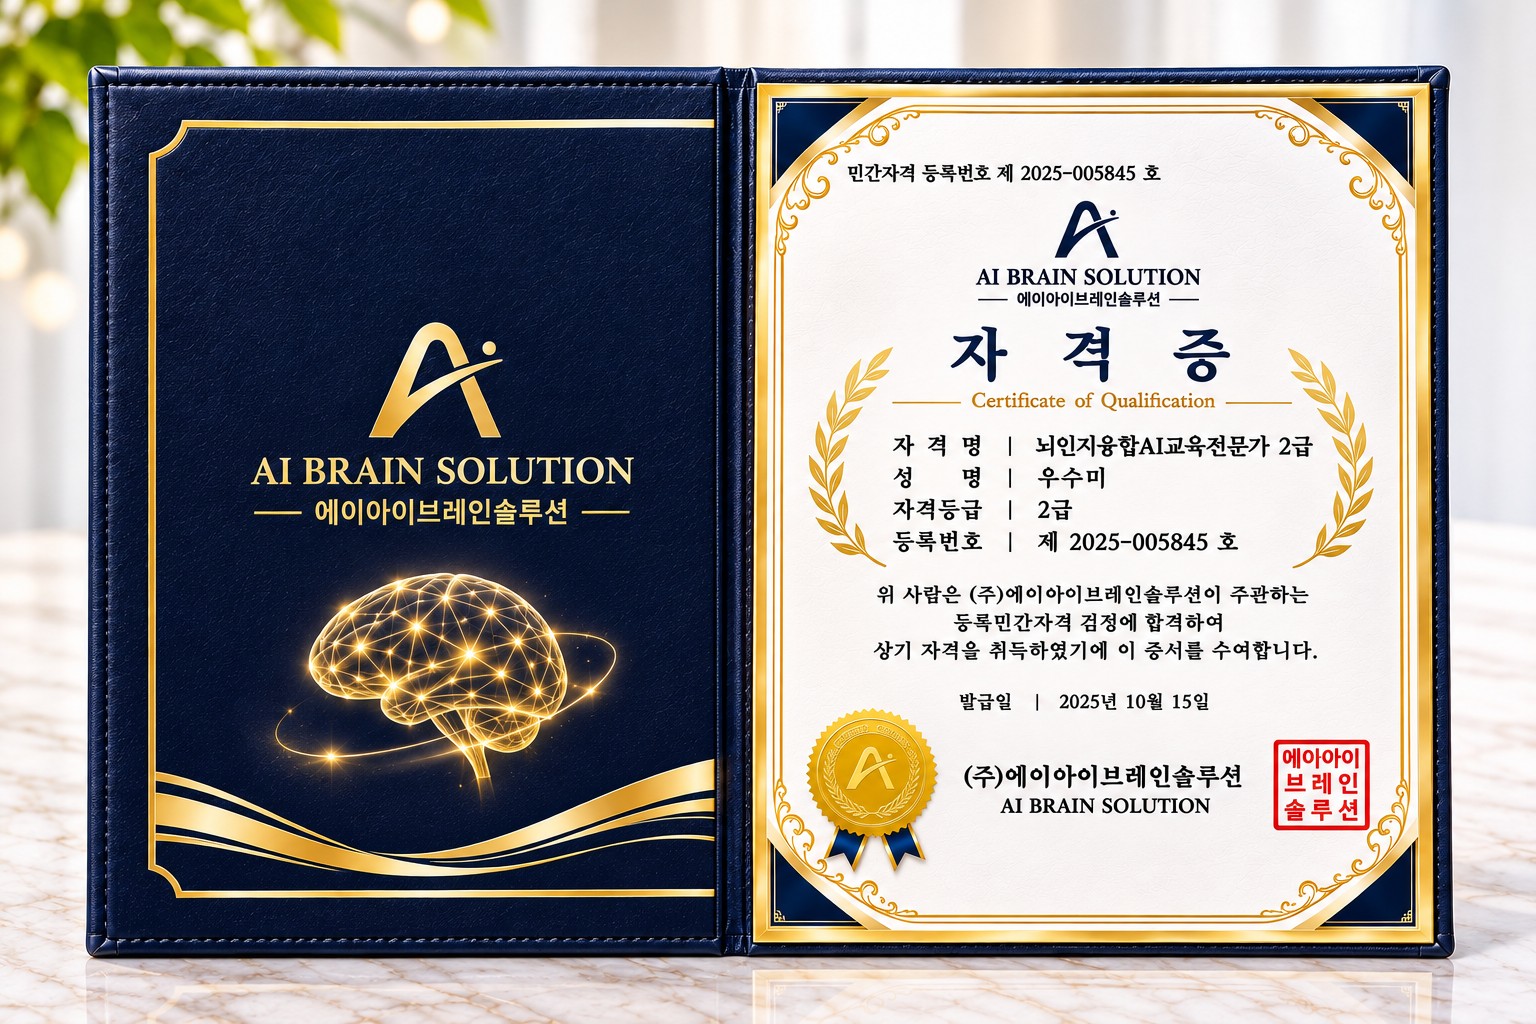 AI BRAIN SOLUTION
에이아이브레인솔루션
민간자격 등록번호 제 2025-005845 호
AI BRAIN SOLUTION
에이아이브레인솔루션
자 격 증
Certificate of Qualification
자 격 명 | 뇌인지융합AI교육전문가 2급
성 명 | 우수미
자격등급 | 2급
등록번호 | 제 2025-005845 호
위 사람은 (주)에이아이브레인솔루션이 주관하는
등록민간자격 검정에 합격하여
상기 자격을 취득하였기에 이 증서를 수여합니다.
발급일 | 2025년 10월 15일
(주)에이아이브레인솔루션
AI BRAIN SOLUTION
에아아이
브레인
솔루션